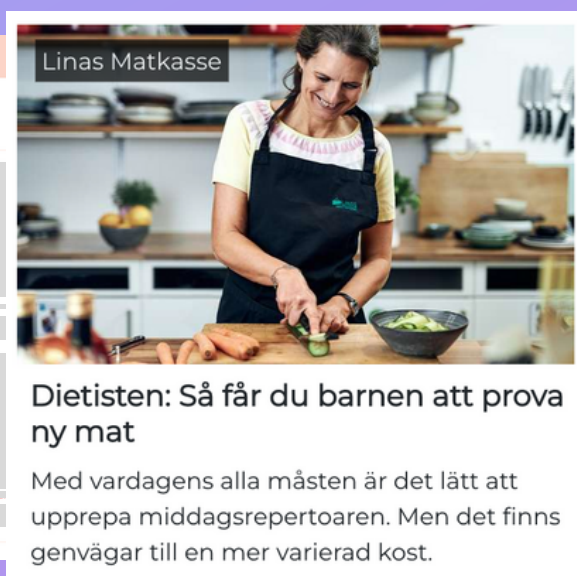 Linas Matkasse
Dietisten: Så får du barnen att prova
ny mat
Med vardagens alla måsten är det lätt att
upprepa middagsrepertoaren. Men det finns
genvägar till en mer varierad kost.